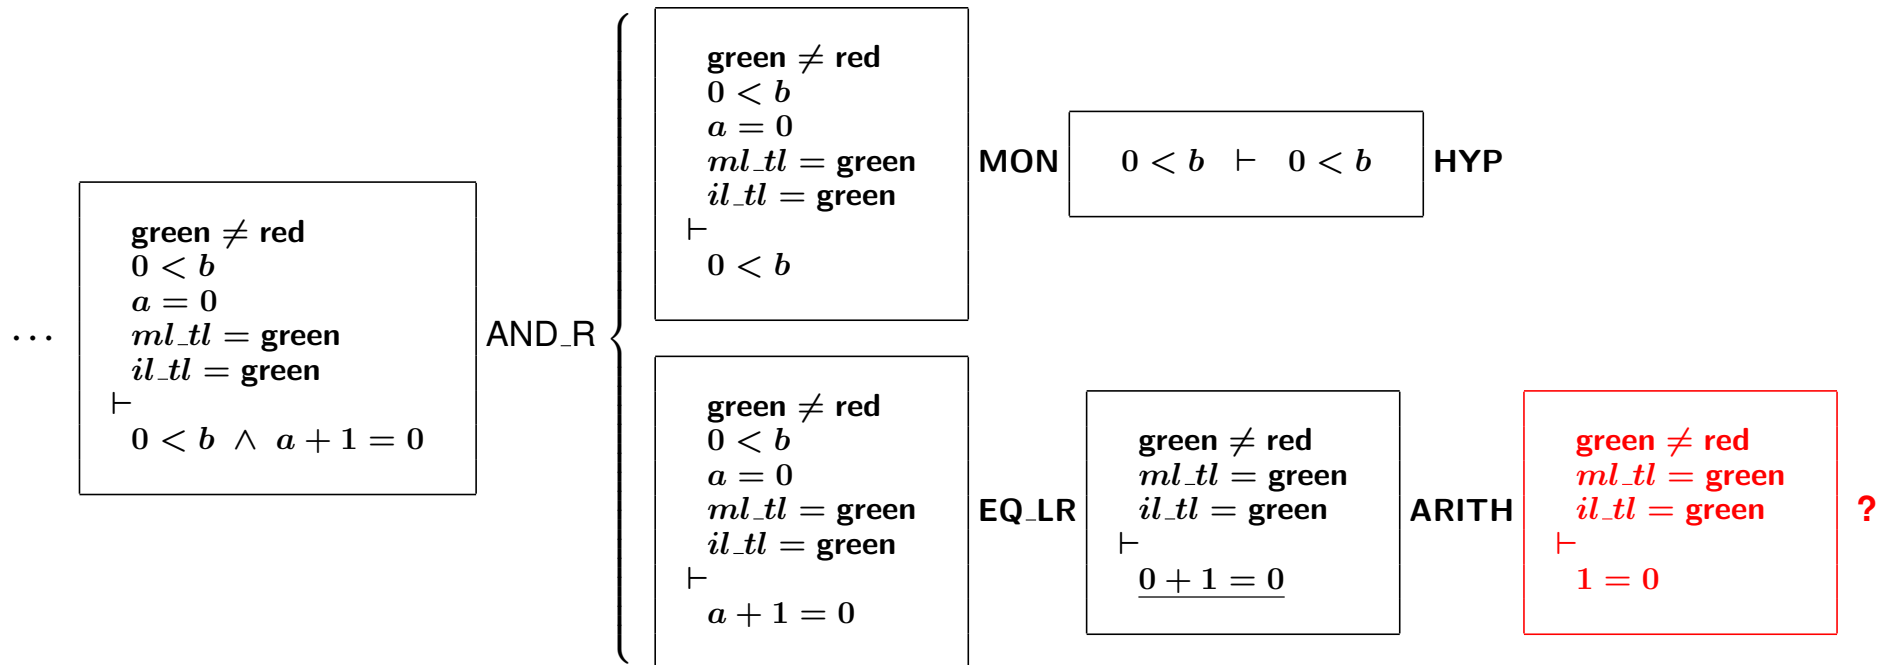 ...
green ≠ red
0 < b
a = 0
ml_tl = green
il_tl = green
⊢
0 < b ∧ a + 1 = 0
AND_R
green ≠ red
0 < b
a = 0
ml_tl = green
il_tl = green
⊢
0 < b
MON
0 < b ⊢ 0 < b
HYP
green ≠ red
0 < b
a = 0
ml_tl = green
il_tl = green
⊢
a + 1 = 0
EQ_LR
green ≠ red
ml_tl = green
il_tl = green
⊢
0 + 1 = 0
ARITH
green ≠ red
ml_tl = green
il_tl = green
⊢
1 = 0
?